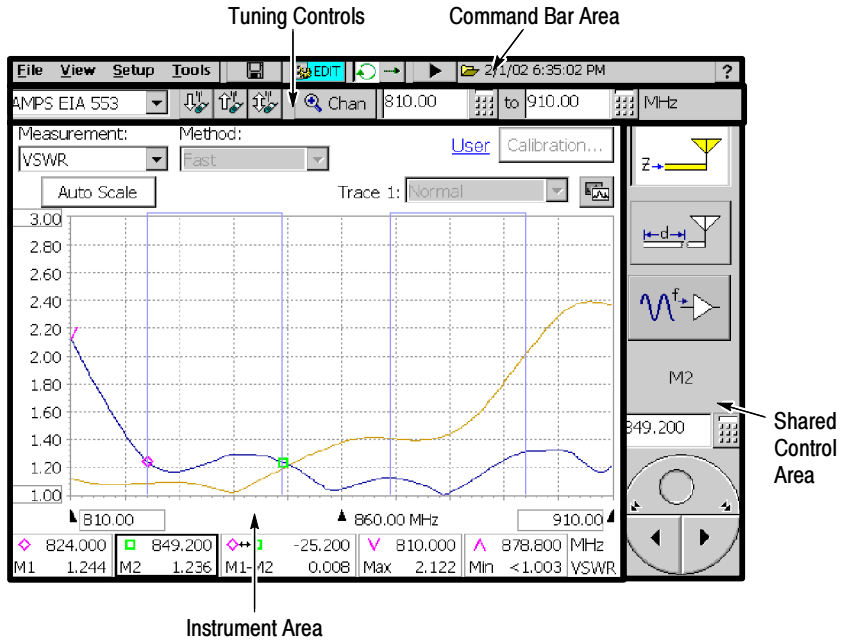 Tuning Controls Command Bar Area
File View Setup Tools EDIT 2/1/02 6:35:02 PM ?
AMPS EIA 553 Chan 810.00 to 910.00 MHz
Measurement: Method: User Calibration...
VSWR Fast
Auto Scale Trace 1: Normal
Z
d
f
3.00
2.80
2.60
2.40
2.20
2.00
1.80
1.60
1.40
1.20
1.00
M2
849.200
Shared
Control
Area
810.00 860.00 MHz 910.00
824.000 849.200 -25.200 810.000 878.800 MHz
M1 1.244 M2 1.236 M1-M2 0.008 Max 2.122 Min <1.003 VSWR
Instrument Area